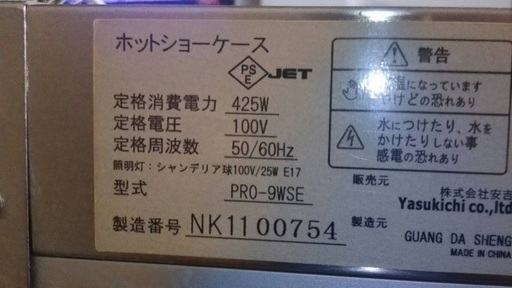 ホットショーケース
PS
E
JET
定格消費電力 425W
定格電圧 100V
定格周波数 50/60Hz
照明灯：シャンデリア球100V/25W E17
型式 PRO-9WSE
製造番号 NK1100754
警告
温になっています
やけどの恐れあり
水につけたり、水を
かけたりしない事
感電の恐れあり
販売元
株式会社安吉
Yasukichi co.,ltd
製造元
GUANG DA SHENG
MADE IN CHINA